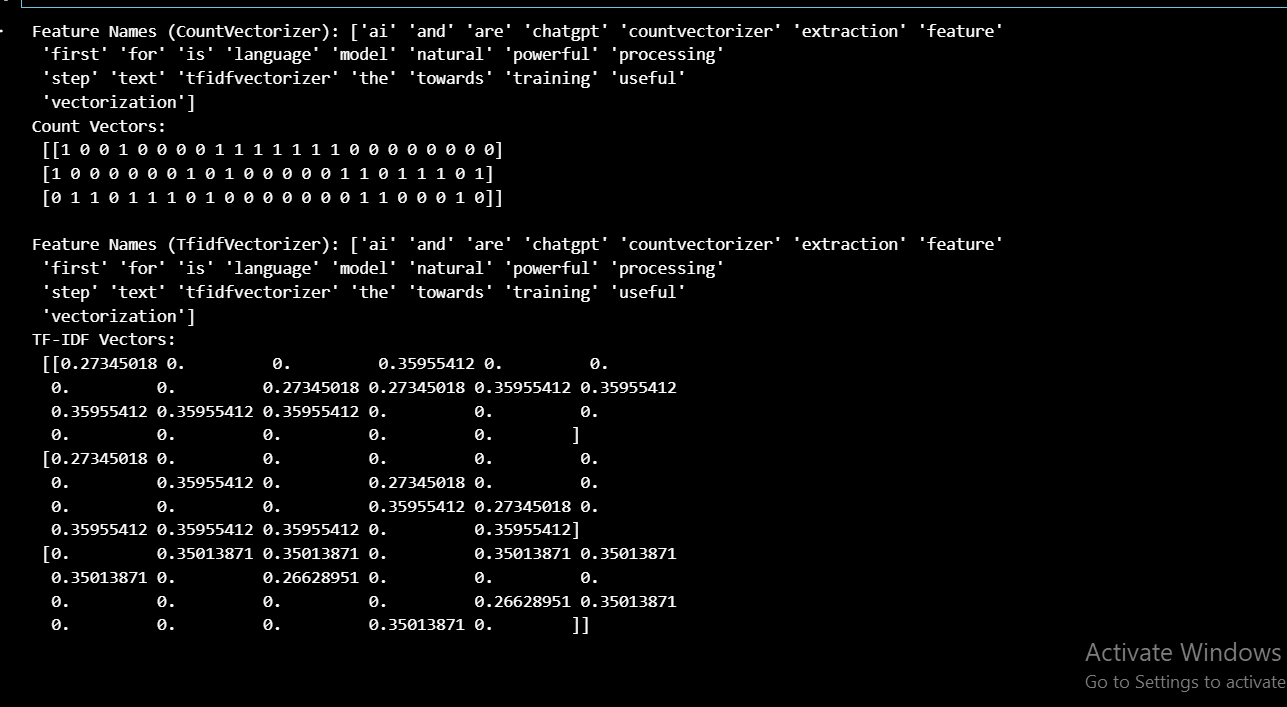 Feature Names (CountVectorizer): ['ai' 'and' 'are' 'chatgpt' 'countvectorizer' 'extraction' 'feature'
 'first' 'for' 'is' 'language' 'model' 'natural' 'powerful' 'processing'
 'step' 'text' 'tfidfvectorizer' 'the' 'towards' 'training' 'useful'
 'vectorization']
Count Vectors:
 [[1 0 0 1 0 0 0 0 1 1 1 1 1 1 1 0 0 0 0 0 0 0 0]
 [1 0 0 0 0 0 0 1 0 1 0 0 0 0 0 1 1 0 1 1 1 0 1]
 [0 1 1 0 1 1 1 0 1 0 0 0 0 0 0 0 1 1 0 0 0 1 0]]
Feature Names (TfidfVectorizer): ['ai' 'and' 'are' 'chatgpt' 'countvectorizer' 'extraction' 'feature'
 'first' 'for' 'is' 'language' 'model' 'natural' 'powerful' 'processing'
 'step' 'text' 'tfidfvectorizer' 'the' 'towards' 'training' 'useful'
 'vectorization']
TF-IDF Vectors:
 [[0.27345018 0. 0. 0.35955412 0. 0.
  0. 0. 0.27345018 0.27345018 0.35955412 0.35955412
  0.35955412 0.35955412 0.35955412 0. 0. 0.
  0. 0. 0. 0. 0. ]
 [0.27345018 0. 0. 0. 0. 0.
  0. 0.35955412 0. 0.27345018 0. 0.
  0. 0. 0. 0.35955412 0.27345018 0.
  0.35955412 0.35955412 0.35955412 0. 0.35955412]
 [0. 0.35013871 0.35013871 0. 0.35013871 0.35013871
  0.35013871 0. 0.26628951 0. 0. 0.
  0. 0. 0. 0. 0.26628951 0.35013871
  0. 0. 0. 0.35013871 0. ]]
Activate Windows
Go to Settings to activate